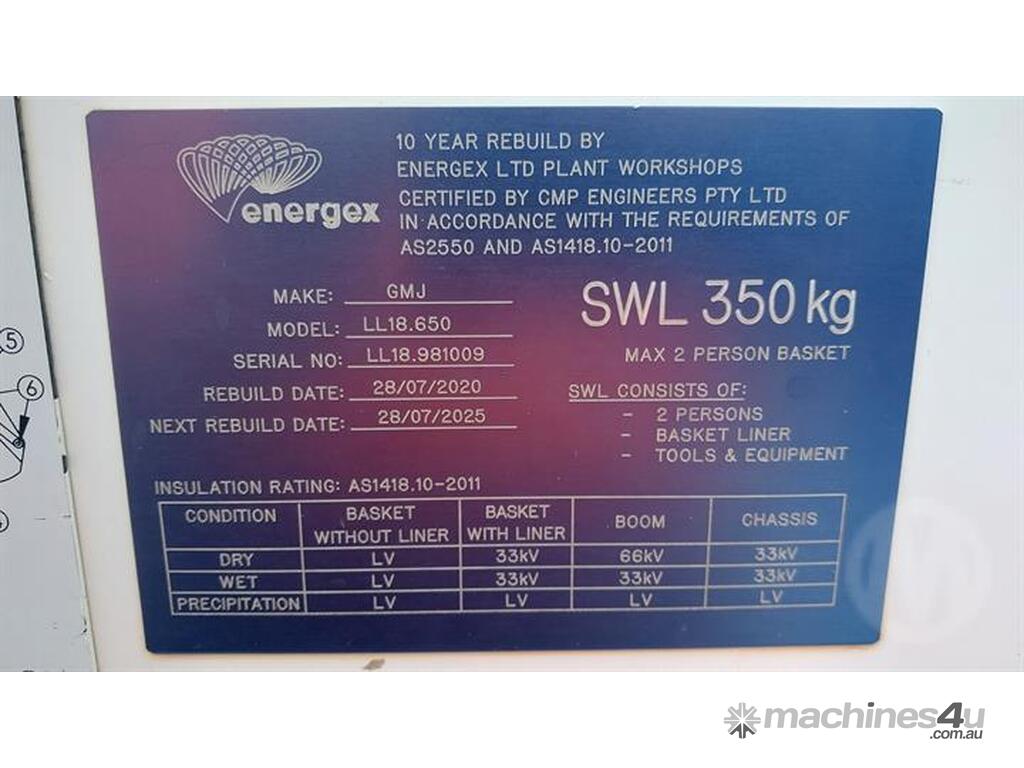 energex
10 YEAR REBUILD BY
ENERGEX LTD PLANT WORKSHOPS
CERTIFIED BY CMP ENGINEERS PTY LTD
IN ACCORDANCE WITH THE REQUIREMENTS OF
AS2550 AND AS1418.10-2011
MAKE: GMJ
MODEL: LL18.650
SERIAL NO: LL18.981009
REBUILD DATE: 28/07/2020
NEXT REBUILD DATE: 28/07/2025
SWL 350kg
MAX 2 PERSON BASKET
SWL CONSISTS OF:
- 2 PERSONS
- BASKET LINER
- TOOLS & EQUIPMENT
INSULATION RATING: AS1418.10-2011
CONDITION BASKET WITHOUT LINER BASKET WITH LINER BOOM CHASSIS
DRY LV 33kV 66kV 33kV
WET LV 33kV 33kV 33kV
PRECIPITATION LV LV LV LV
5
6
machines4u
.com.au